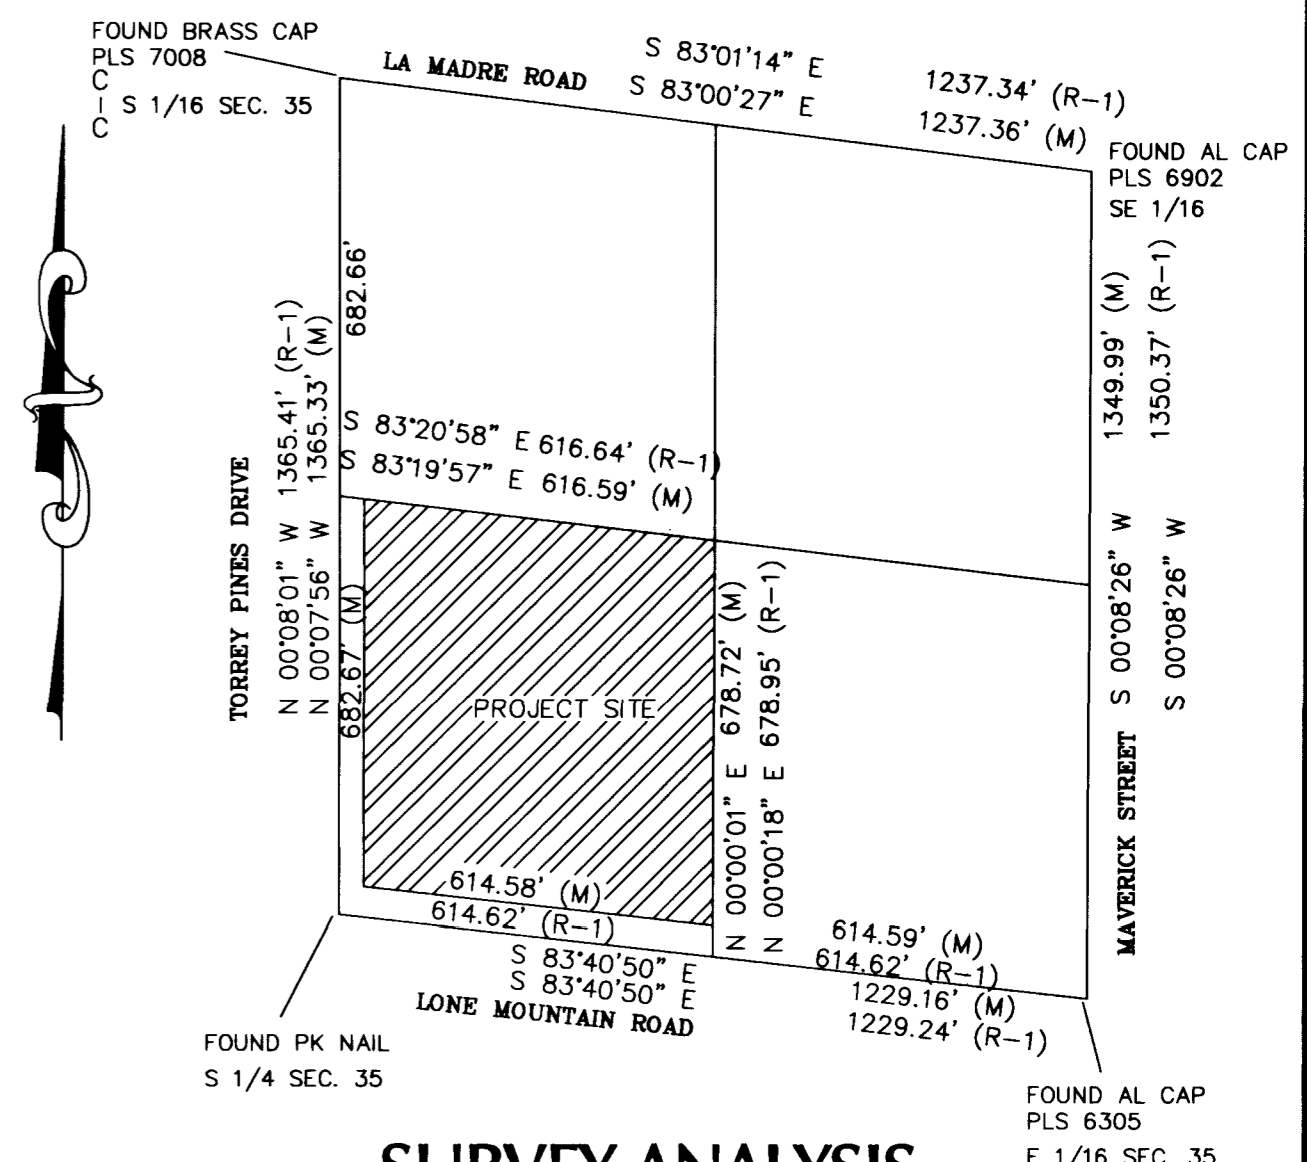 FOUND BRASS CAP
PLS 7008
C
I S 1/16 SEC. 35
C
LA MADRE ROAD
S 83°01'14" E 1237.34' (R-1)
S 83°00'27" E 1237.36' (M)
FOUND AL CAP
PLS 6902
SE 1/16
TORREY PINES DRIVE
N 00°08'01" W 1365.41' (R-1)
N 00°07'56" W 1365.33' (M)
682.66'
682.67' (M)
S 83°20'58" E 616.64' (R-1)
S 83°19'57" E 616.59' (M)
PROJECT SITE
N 00°00'01" E 678.72' (M)
N 00°00'18" E 678.95' (R-1)
S 00°08'26" W 1349.99' (M)
S 00°08'26" W 1350.37' (R-1)
MAVERICK STREET
614.58' (M)
614.62' (R-1)
S 83°40'50" E
S 83°40'50" E
LONE MOUNTAIN ROAD
614.59' (M)
614.62' (R-1)
1229.16' (M)
1229.24' (R-1)
FOUND PK NAIL
S 1/4 SEC. 35
FOUND AL CAP
PLS 6305
E 1/16 SEC. 35
SURVEY ANALYSIS